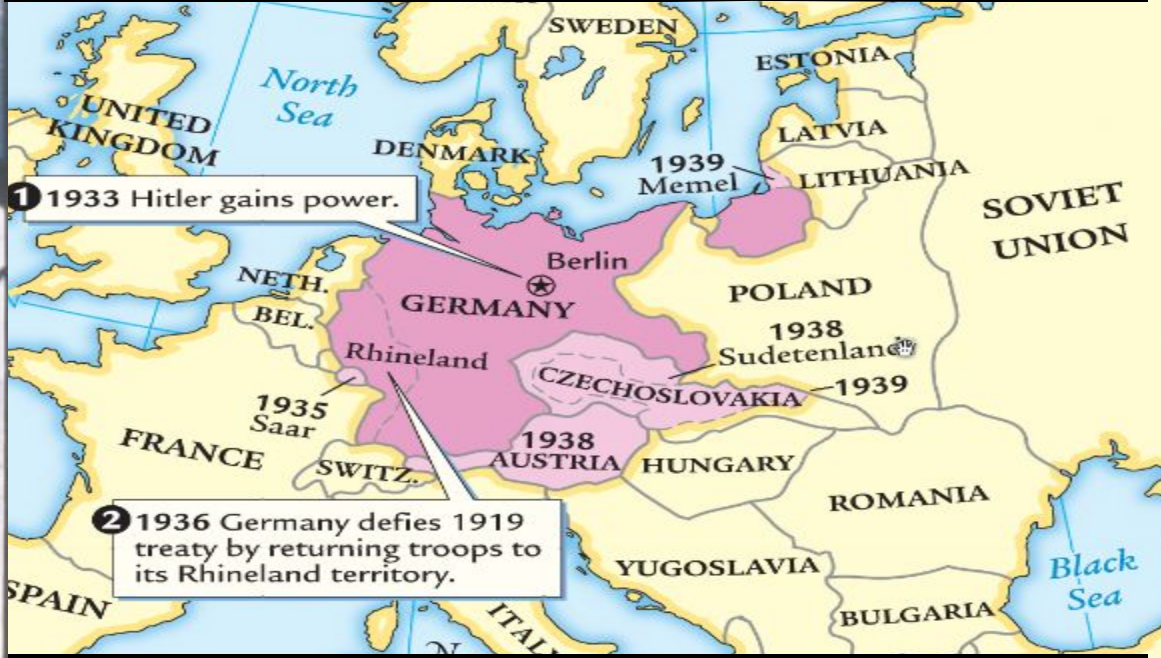 SWEDEN
ESTONIA
North
Sea
UNITED
KINGDOM
LATVIA
DENMARK
1939
Memel
LITHUANIA
1 1933 Hitler gains power.
SOVIET
UNION
Berlin
NETH.
GERMANY
POLAND
BEL.
1938
Sudetenlan
Rhineland
CZECHOSLOVAKIA
1939
1935
Saar
FRANCE
1938
AUSTRIA
HUNGARY
SWITZ.
ROMANIA
2 1936 Germany defies 1919
treaty by returning troops to
its Rhineland territory.
YUGOSLAVIA
Black
Sea
SPAIN
BULGARIA
ITALY